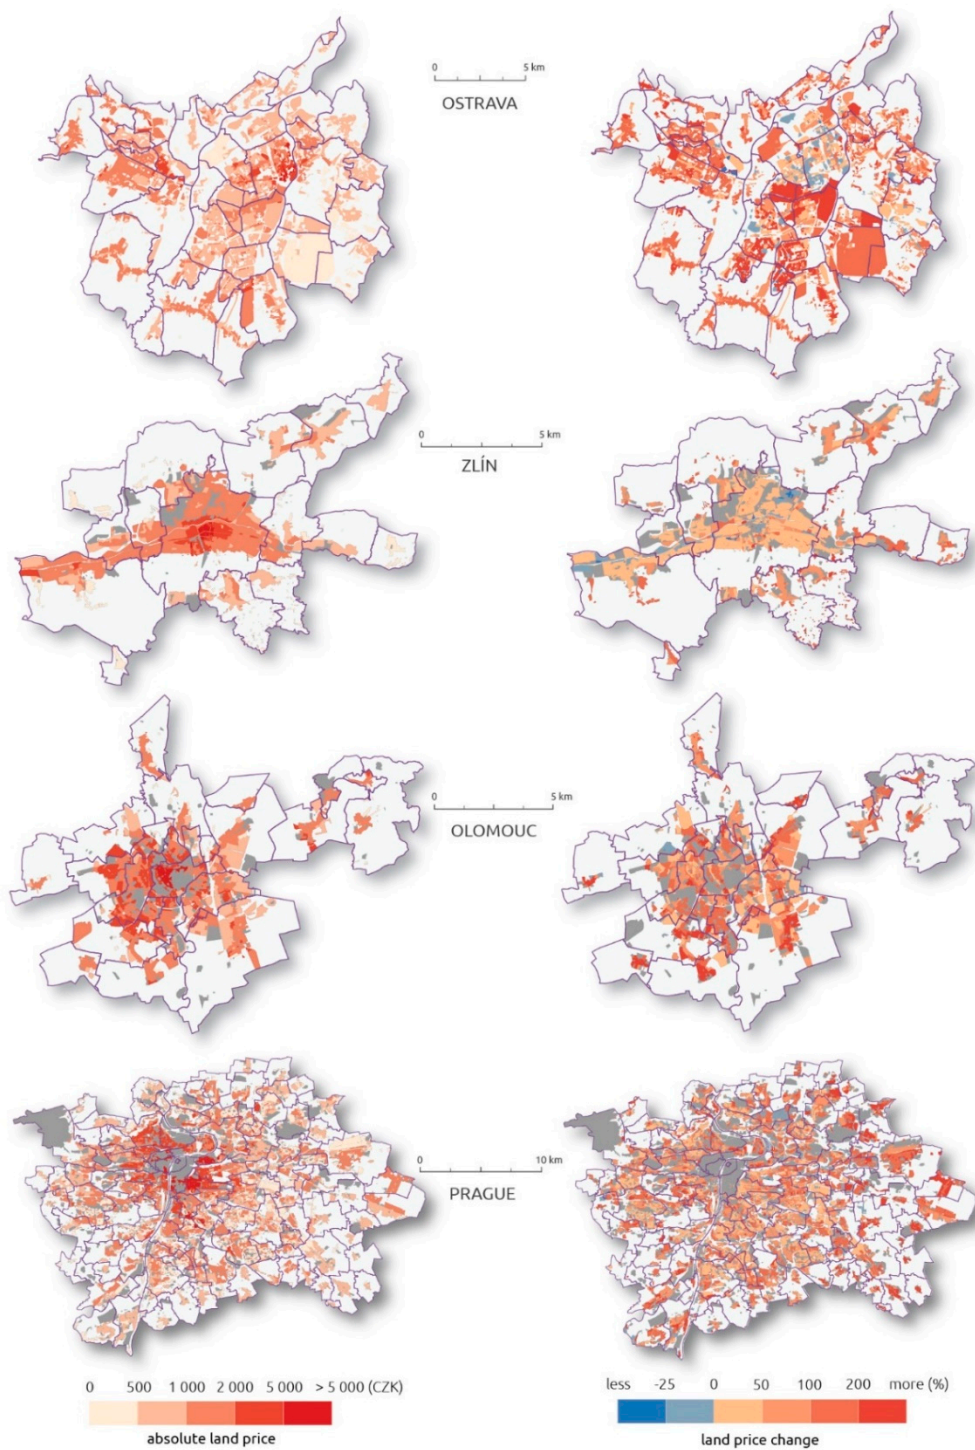 0 5 km
OSTRAVA
0 5 km
ZLÍN
0 5 km
OLOMOUC
0 10 km
PRAGUE
0 500 1 000 2 000 5 000 > 5 000 (CZK)
absolute land price
less -25 0 50 100 200 more (%)
land price change